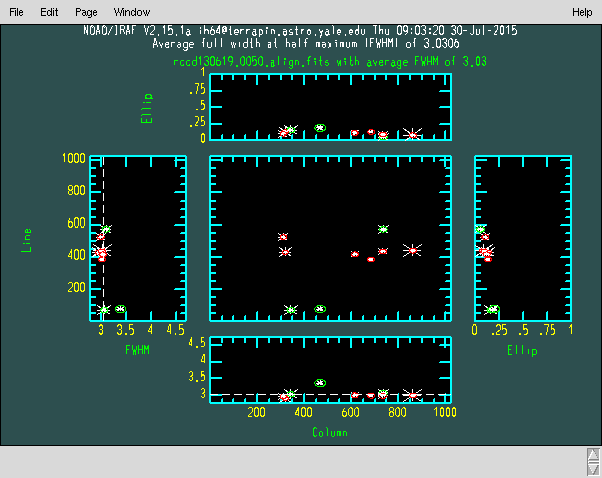 File Edit Page Window Help
NOAO/IRAF V2.15.1a ih64@terrapin.astro.yale.edu Thu 09:03:20 30-Jul-2015
Average full width at half maximum (FWHM) of 3.0306
rccd130619.0050.align.fits with average FWHM of 3.03
1
.75
.5
.25
0
Ellip
1000
800
600
400
200
Line
3 3.5 4 4.5
FWHM
0 .25 .5 .75 1
Ellip
4.5
4
3.5
3
200 400 600 800 1000
Column